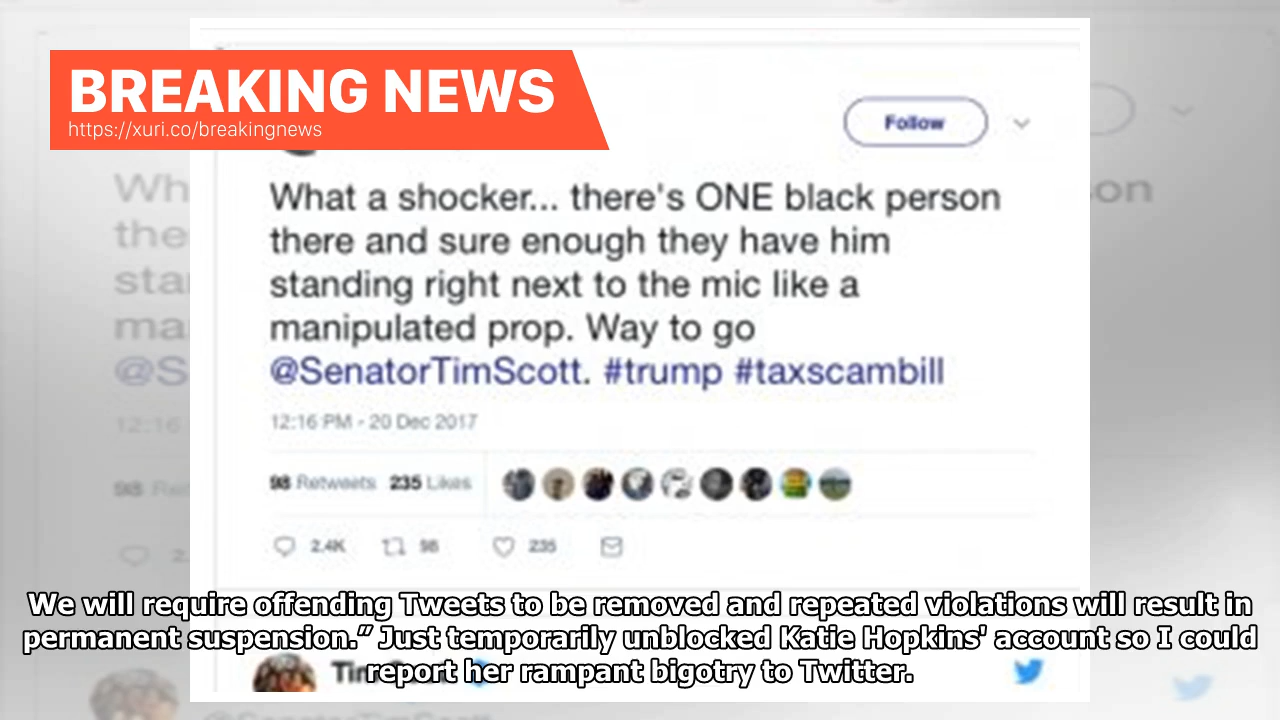 BREAKING NEWS
https://xuri.co/breakingnews
Follow
What a shocker... there's ONE black person
there and sure enough they have him
standing right next to the mic like a
manipulated prop. Way to go
@SenatorTimScott. #trump #taxscambill
12:16 PM - 20 Dec 2017
98 Retweets 235 Likes
2.4K 98 235
We will require offending Tweets to be removed and repeated violations will result in
permanent suspension.” Just temporarily unblocked Katie Hopkins' account so I could
report her rampant bigotry to Twitter.